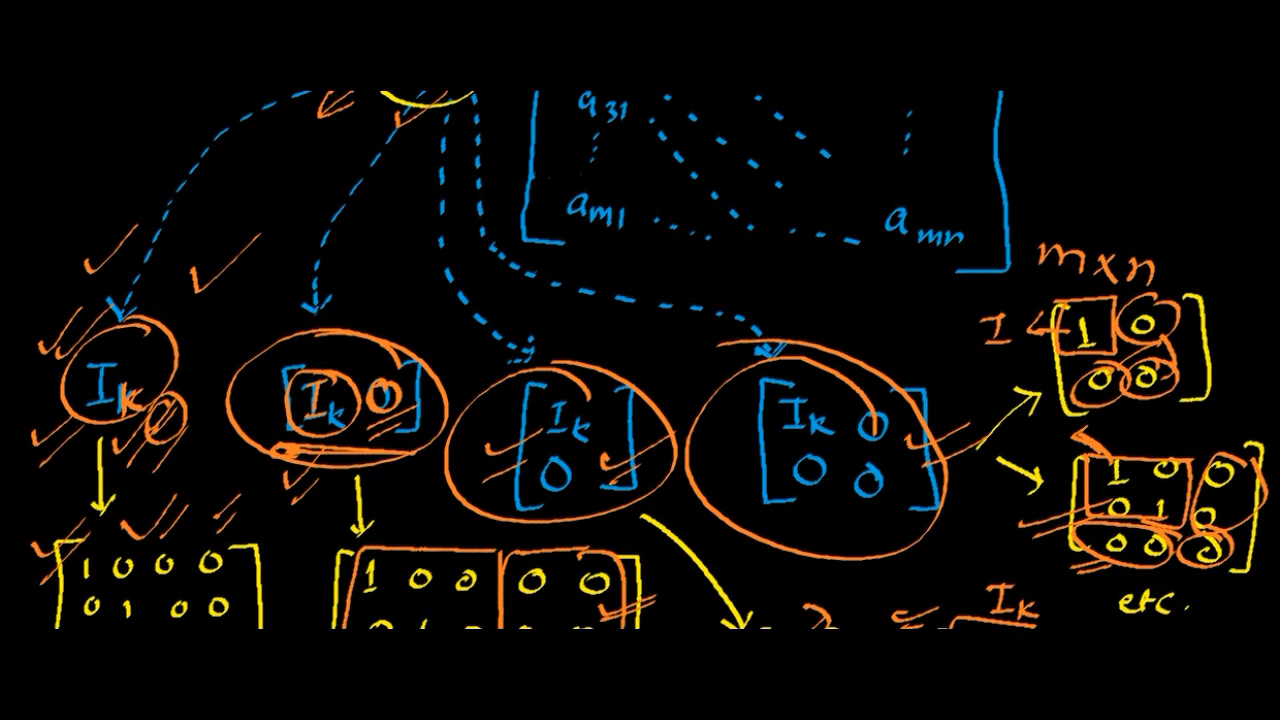 a31
am1 ..... amn
m x n
I ← [ 1 0
0 0 ]
Ik
[ Ik 0 ]
[ Ik
0 ]
[ Ik 0
0 0 ]
[ 1 0 0
0 1 0
0 0 0 ]
etc.
[ 1 0 0 0
0 1 0 0
[ 1 0 0 0 0
Ik